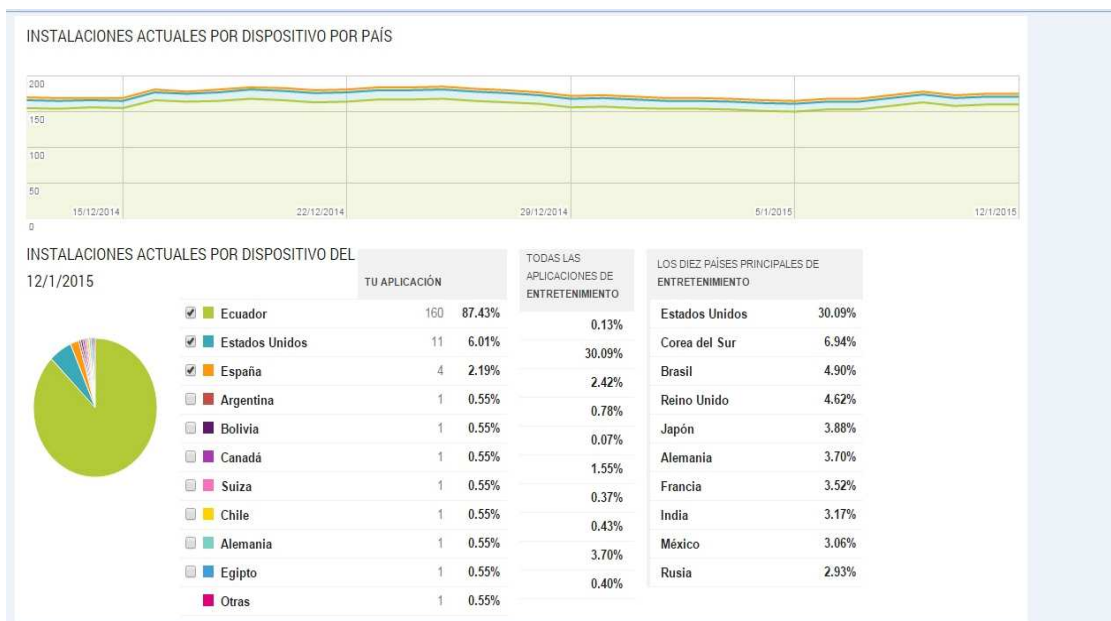 INSTALACIONES ACTUALES POR DISPOSITIVO POR PAÍS
200
150
100
50
0
15/12/2014 22/12/2014 29/12/2014 5/1/2015 12/1/2015
INSTALACIONES ACTUALES POR DISPOSITIVO DEL
12/1/2015
TU APLICACIÓN
Ecuador 160 87.43%
Estados Unidos 11 6.01%
España 4 2.19%
Argentina 1 0.55%
Bolivia 1 0.55%
Canadá 1 0.55%
Suiza 1 0.55%
Chile 1 0.55%
Alemania 1 0.55%
Egipto 1 0.55%
Otras 1 0.55%
TODAS LAS
APLICACIONES DE
ENTRETENIMIENTO
0.13%
30.09%
2.42%
0.78%
0.07%
1.55%
0.37%
0.43%
3.70%
0.40%
LOS DIEZ PAÍSES PRINCIPALES DE
ENTRETENIMIENTO
Estados Unidos 30.09%
Corea del Sur 6.94%
Brasil 4.90%
Reino Unido 4.62%
Japón 3.88%
Alemania 3.70%
Francia 3.52%
India 3.17%
México 3.06%
Rusia 2.93%